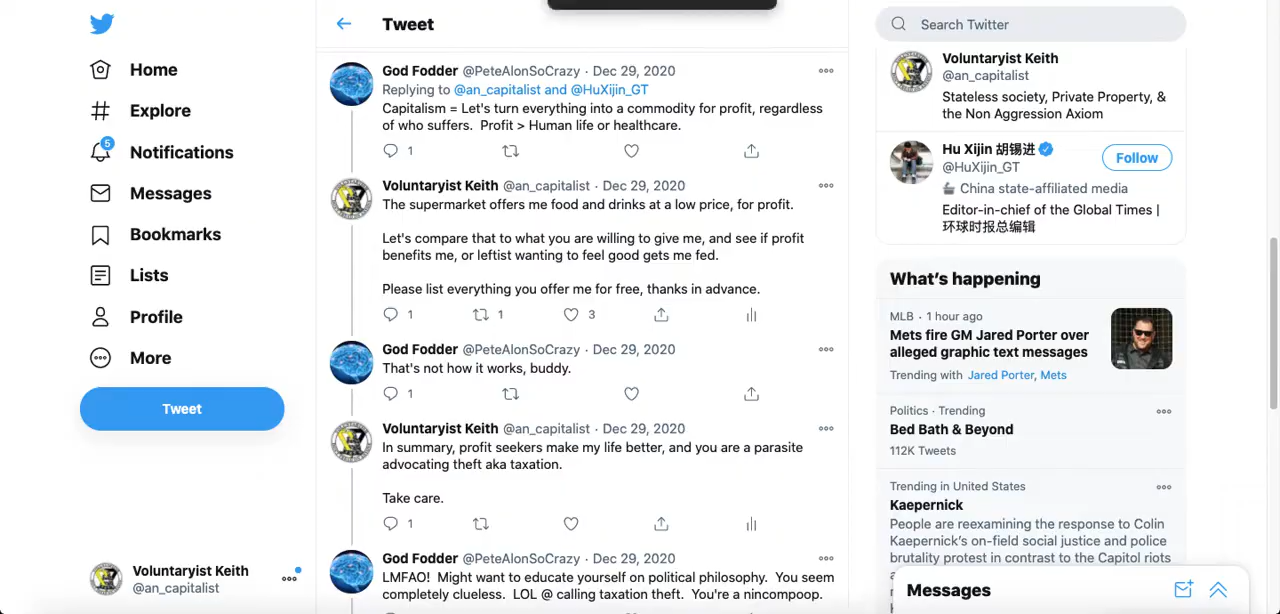 Home
Explore
5
Notifications
Messages
Bookmarks
Lists
Profile
More
Tweet
Voluntaryist Keith
@an_capitalist
Tweet
God Fodder @PeteAlonSoCrazy · Dec 29, 2020
Replying to @an_capitalist and @HuXijin_GT
Capitalism = Let's turn everything into a commodity for profit, regardless
of who suffers.  Profit > Human life or healthcare.
1
Voluntaryist Keith @an_capitalist · Dec 29, 2020
The supermarket offers me food and drinks at a low price, for profit.
Let's compare that to what you are willing to give me, and see if profit
benefits me, or leftist wanting to feel good gets me fed.
Please list everything you offer me for free, thanks in advance.
1 1 3
God Fodder @PeteAlonSoCrazy · Dec 29, 2020
That's not how it works, buddy.
1
Voluntaryist Keith @an_capitalist · Dec 29, 2020
In summary, profit seekers make my life better, and you are a parasite
advocating theft aka taxation.
Take care.
1
God Fodder @PeteAlonSoCrazy · Dec 29, 2020
LMFAO!  Might want to educate yourself on political philosophy.  You seem
completely clueless.  LOL @ calling taxation theft.  You're a nincompoop.
Search Twitter
Voluntaryist Keith
@an_capitalist
Stateless society, Private Property, &
the Non Aggression Axiom
Hu Xijin 胡锡进
@HuXijin_GT
Follow
China state-affiliated media
Editor-in-chief of the Global Times |
环球时报总编辑
What's happening
MLB · 1 hour ago
Mets fire GM Jared Porter over
alleged graphic text messages
Trending with Jared Porter, Mets
Politics · Trending
Bed Bath & Beyond
112K Tweets
Trending in United States
Kaepernick
People are reexamining the response to Colin
Kaepernick's on-field social justice and police
brutality protest in contrast to the Capitol riots
Messages